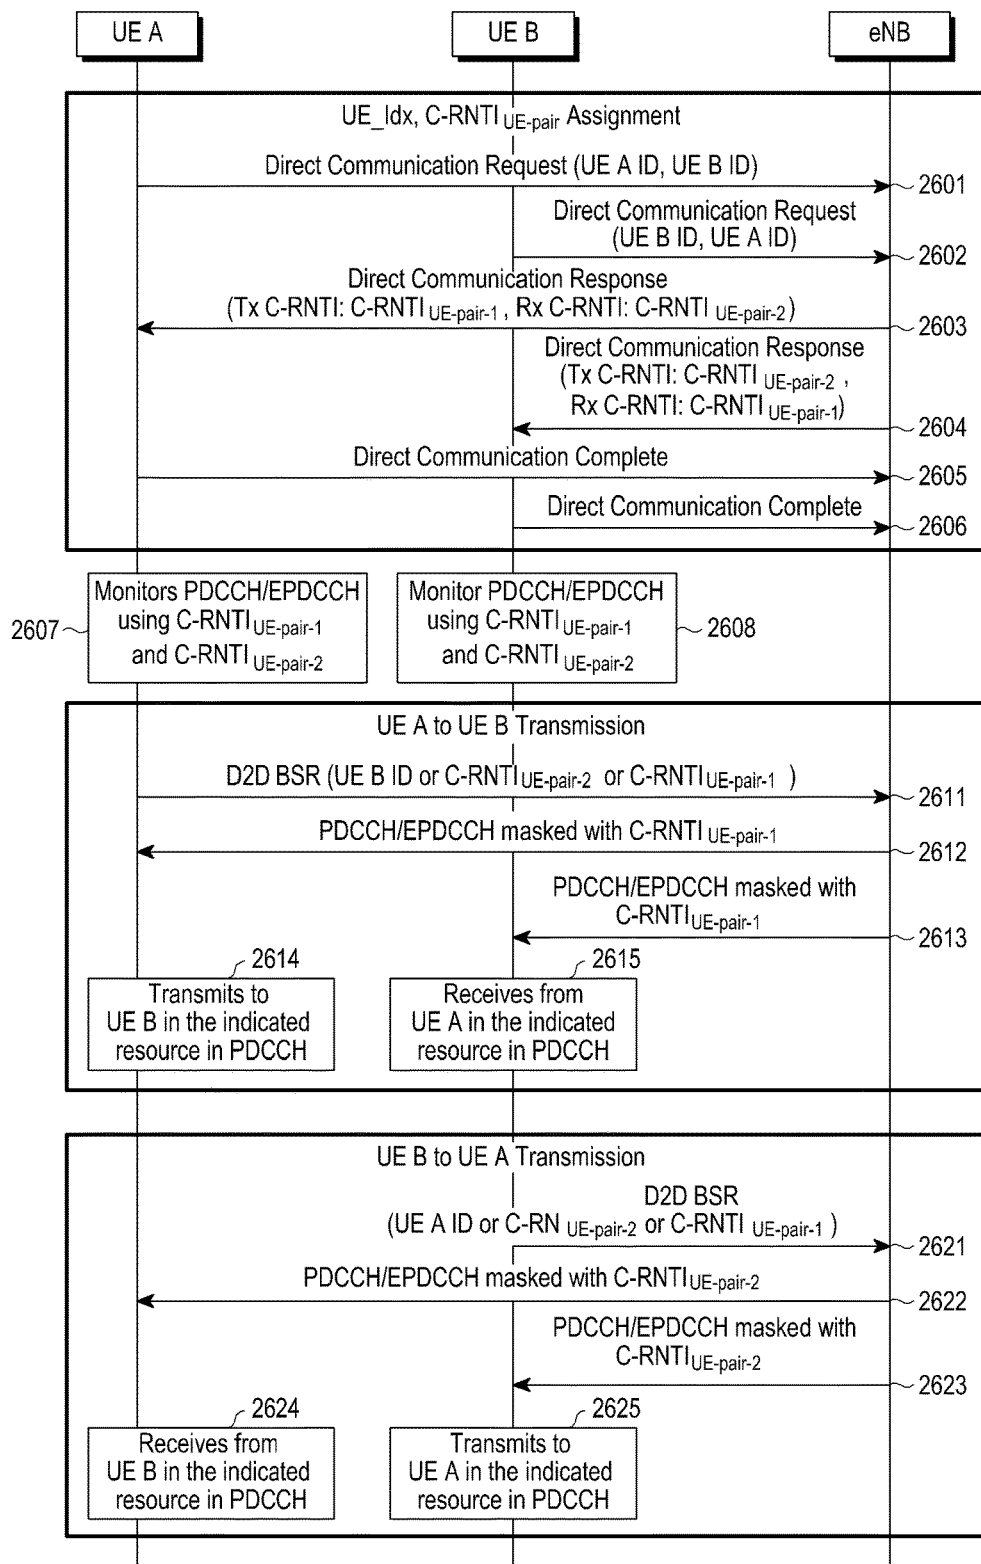 UE A
UE B
eNB
UE_Idx, C-RNTI UE-pair Assignment
Direct Communication Request (UE A ID, UE B ID)
2601
Direct Communication Request
(UE B ID, UE A ID)
2602
Direct Communication Response
(Tx C-RNTI: C-RNTI UE-pair-1 , Rx C-RNTI: C-RNTI UE-pair-2)
2603
Direct Communication Response
(Tx C-RNTI: C-RNTI UE-pair-2 ,
Rx C-RNTI: C-RNTI UE-pair-1)
2604
Direct Communication Complete
2605
Direct Communication Complete
2606
Monitors PDCCH/EPDCCH
using C-RNTI UE-pair-1
and C-RNTI UE-pair-2
2607
Monitor PDCCH/EPDCCH
using C-RNTI UE-pair-1
and C-RNTI UE-pair-2
2608
UE A to UE B Transmission
D2D BSR (UE B ID or C-RNTI UE-pair-2 or C-RNTI UE-pair-1 )
2611
PDCCH/EPDCCH masked with C-RNTI UE-pair-1
2612
PDCCH/EPDCCH masked with
C-RNTI UE-pair-1
2613
2614
Transmits to
UE B in the indicated
resource in PDCCH
2615
Receives from
UE A in the indicated
resource in PDCCH
UE B to UE A Transmission
D2D BSR
(UE A ID or C-RN UE-pair-2 or C-RNTI UE-pair-1 )
2621
PDCCH/EPDCCH masked with C-RNTI UE-pair-2
2622
PDCCH/EPDCCH masked with
C-RNTI UE-pair-2
2623
2624
Receives from
UE B in the indicated
resource in PDCCH
2625
Transmits to
UE A in the indicated
resource in PDCCH